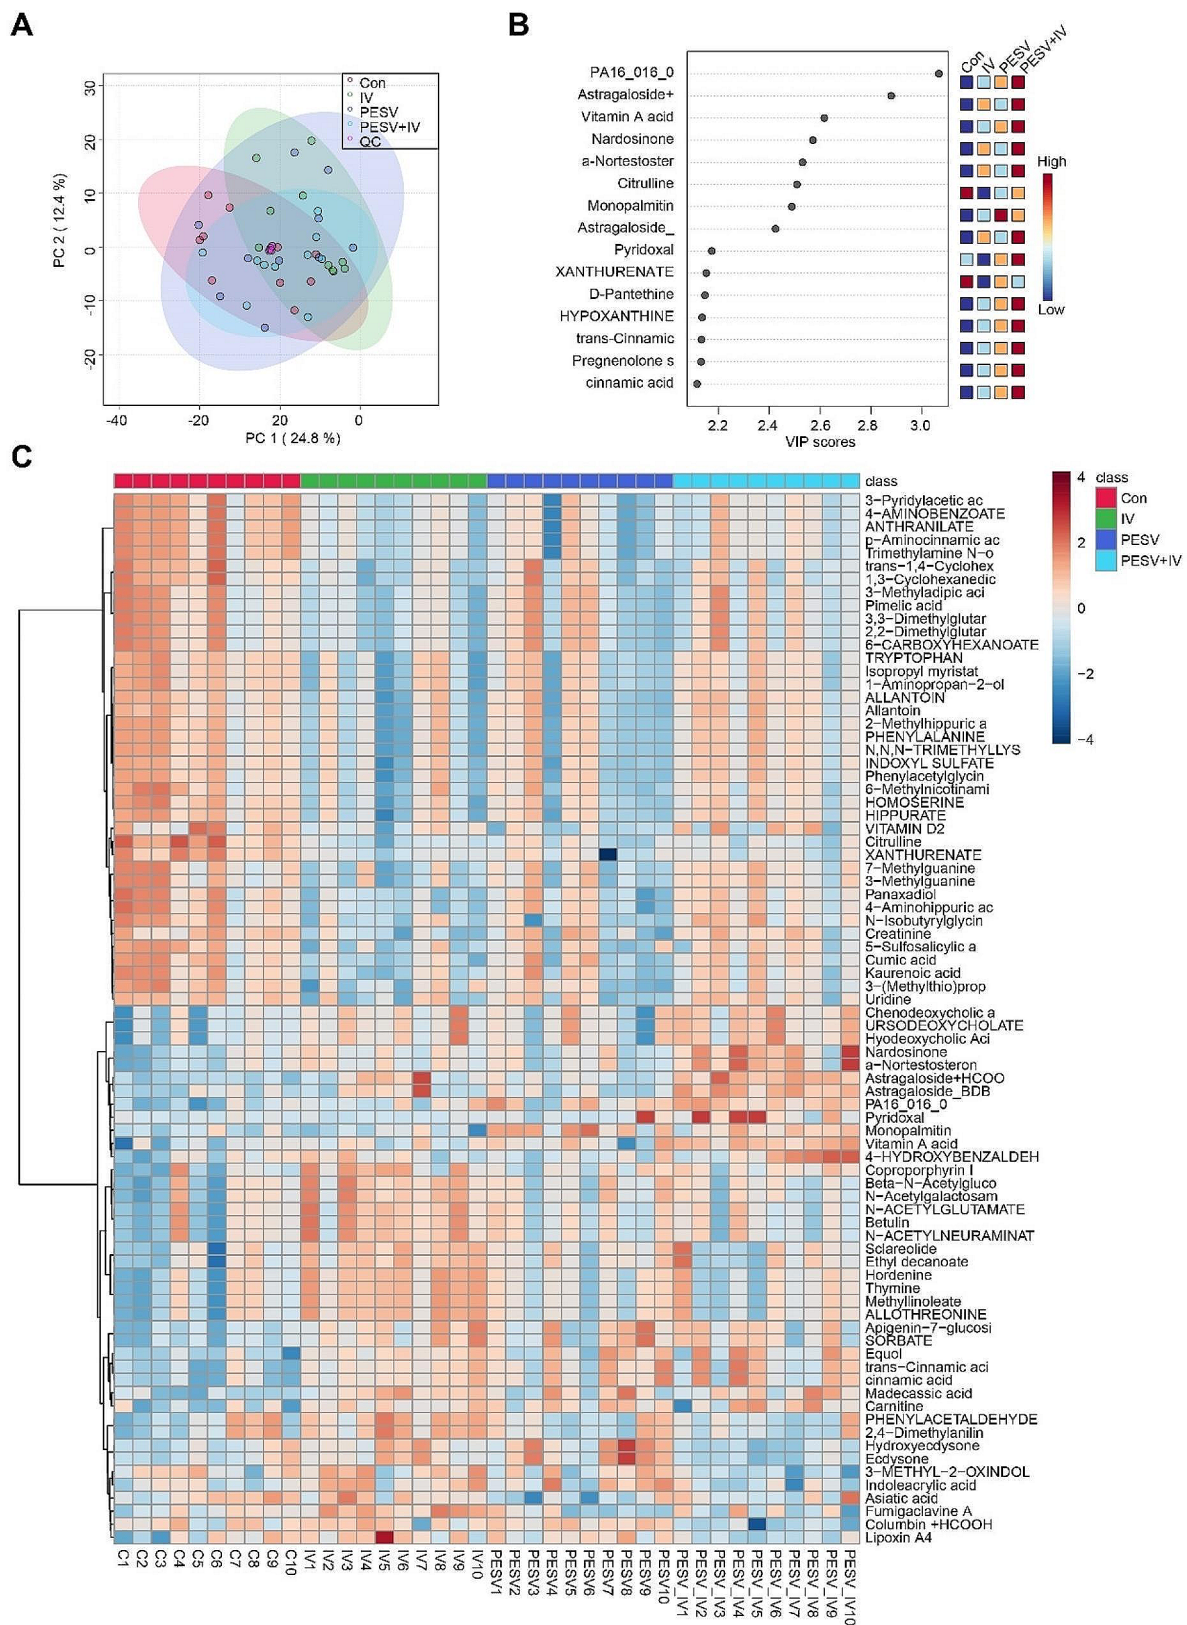 A
30
20
10
0
-10
-20
-40
-20
20
0
PC 2 ( 12.4 %)
PC 1 ( 24.8 %)
Con
IV
PESV
PESV+IV
QC
B
PA16_016_0
Astragaloside+
Vitamin A acid
Nardosinone
a-Nortestoster
Citrulline
Monopalmitin
Astragaloside_
Pyridoxal
XANTHURENATE
D-Pantethine
HYPOXANTHINE
trans-Cinnamic
Pregnenolone s
cinnamic acid
2.2
2.4
2.6
2.8
3.0
VIP scores
Con
IV
PESV
PESV+IV
High
Low
C
class
3-Pyridylacetic ac
4-AMINOBENZOATE
ANTHRANILATE
p-Aminocinnamic ac
Trimethylamine N-o
trans-1,4-Cyclohex
1,3-Cyclohexanedic
3-Methyladipic aci
Pimelic acid
3,3-Dimethylglutar
2,2-Dimethylglutar
6-CARBOXYHEXANOATE
TRYPTOPHAN
Isopropyl myristat
1-Aminopropan-2-ol
ALLANTOIN
Allantoin
2-Methylhippuric a
PHENYLALANINE
N,N,N-TRIMETHYLLYS
INDOXYL SULFATE
Phenylacetylglycin
6-Methylnicotinami
HOMOSERINE
HIPPURATE
VITAMIN D2
Citrulline
XANTHURENATE
7-Methylguanine
3-Methylguanine
Panaxadiol
4-Aminohippuric ac
N-Isobutyrylglycin
Creatinine
5-Sulfosalicylic a
Cumic acid
Kaurenoic acid
3-(Methylthio)prop
Uridine
Chenodeoxycholic a
URSODEOXYCHOLATE
Hyodeoxycholic Aci
Nardosinone
a-Nortestosteron
Astragaloside+HCOO
Astragaloside_BDB
PA16_016_0
Pyridoxal
Monopalmitin
Vitamin A acid
4-HYDROXYBENZALDEH
Coproporphyrin I
Beta-N-Acetylgluco
N-Acetylgalactosam
N-ACETYLGLUTAMATE
Betulin
N-ACETYLNEURAMINAT
Sclareolide
Ethyl decanoate
Hordenine
Thymine
Methyllinoleate
ALLOTHREONINE
Apigenin-7-glucosi
SORBATE
Equol
trans-Cinnamic aci
cinnamic acid
Madecassic acid
Carnitine
PHENYLACETALDEHYDE
2,4-Dimethylanilin
Hydroxyecdysone
Ecdysone
3-METHYL-2-OXINDOL
Indoleacrylic acid
Asiatic acid
Fumigaclavine A
Columbin +HCOOH
Lipoxin A4
C1
C2
C3
C4
C5
C6
C7
C8
C9
C10
IV1
IV2
IV3
IV4
IV5
IV6
IV7
IV8
IV9
IV10
PESV1
PESV2
PESV3
PESV4
PESV5
PESV6
PESV7
PESV8
PESV9
PESV10
PESV_IV1
PESV_IV2
PESV_IV3
PESV_IV4
PESV_IV5
PESV_IV6
PESV_IV7
PESV_IV8
PESV_IV9
PESV_IV10
4
2
0
-2
-4
class
Con
IV
PESV
PESV+IV